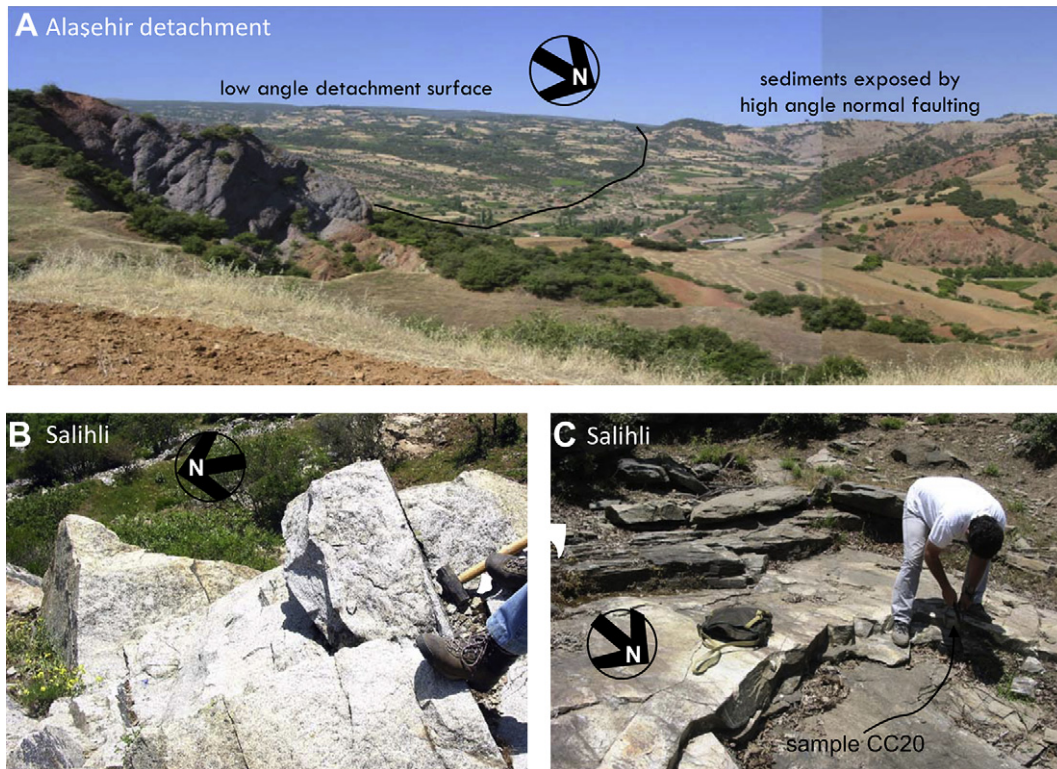 A Alaşehir detachment
low angle detachment surface
N
sediments exposed by
high angle normal faulting
B Salihli
N
C Salihli
N
sample CC20